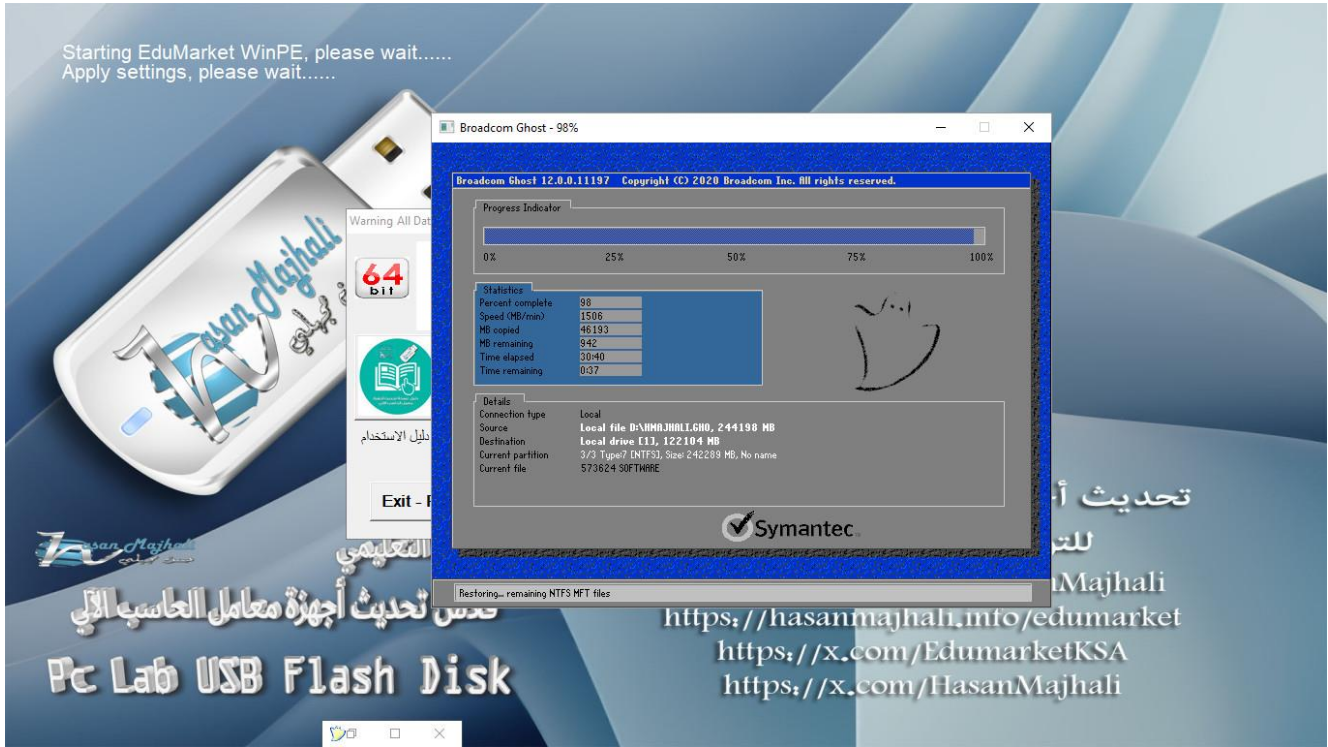 Starting EduMarket WinPE, please wait......
Apply settings, please wait......
Broadcom Ghost - 98%
Broadcom Ghost 12.0.0.11197 Copyright (C) 2020 Broadcom Inc. All rights reserved.
Progress Indicator
0% 25% 50% 75% 100%
Statistics
Percent complete 98
Speed (MB/min) 1506
MB copied 46193
MB remaining 942
Time elapsed 30:40
Time remaining 0:37
Details
Connection type Local
Source Local file D:\HMAJHALI.GHO, 244198 MB
Destination Local drive [1], 122104 MB
Current partition 3/3 Type:7 [NTFS], Size: 242289 MB, No name
Current file 573624 SOFTWARE
Symantec
Restoring... remaining NTFS MFT files
Warning All Dat
64
bit
دليل الاستخدام
Exit -
Hasan Majhali
Hasan Majhali
التعليمي
تحديث أجهزة معامل الحاسب الآلي
Pc Lab USB Flash Disk
تحديث
nMajhali
https://hasanmajhali.info/edumarket
https://x.com/EdumarketKSA
https://x.com/HasanMajhali